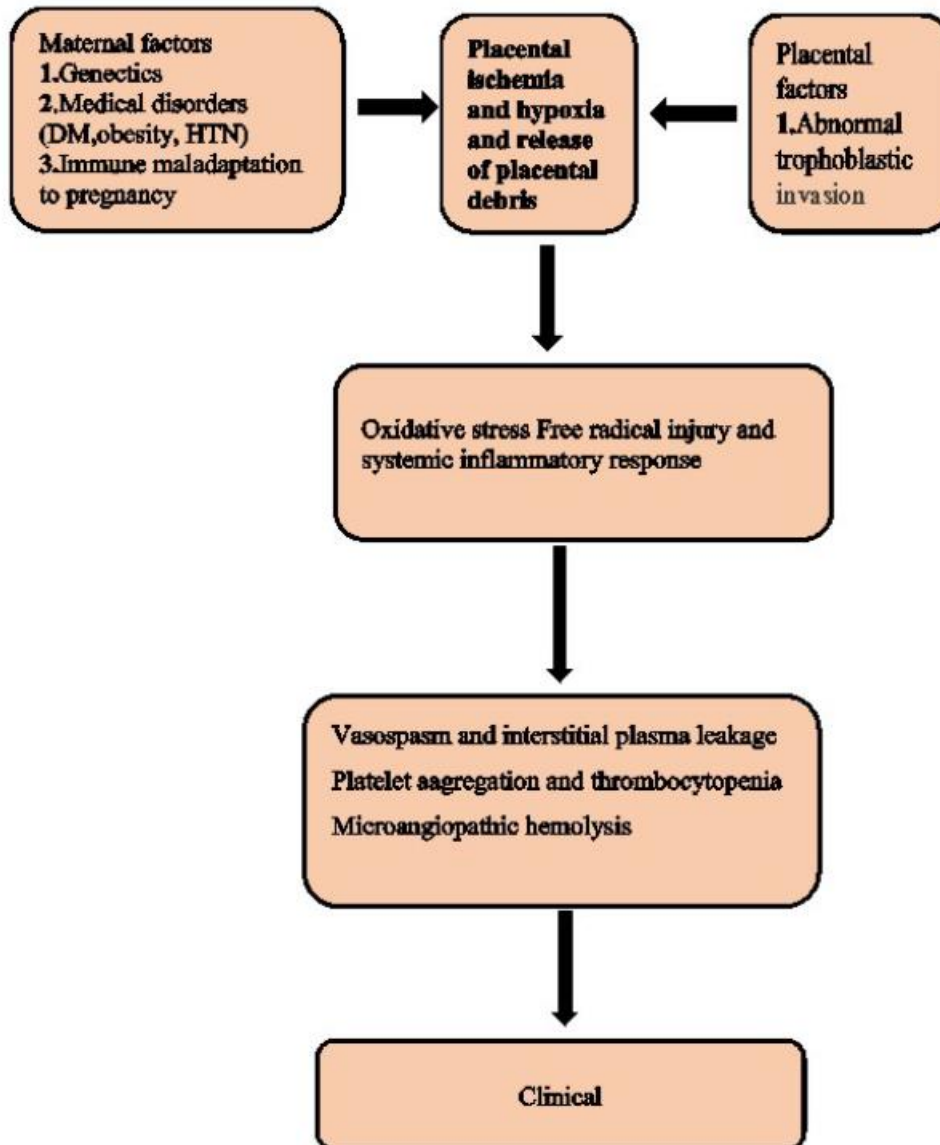 Maternal factors
1.Genectics
2.Medical disorders
(DM,obesity, HTN)
3.Immune maladaptation
to pregnancy
Placental
ischemia
and hypoxia
and release
of placental
debris
Placental
factors
1.Abnormal
trophoblastic
invasion
Oxidative stress Free radical injury and
systemic inflammatory response
Vasospasm and interstitial plasma leakage
Platelet aagregation and thrombocytopenia
Microangiopathic hemolysis
Clinical